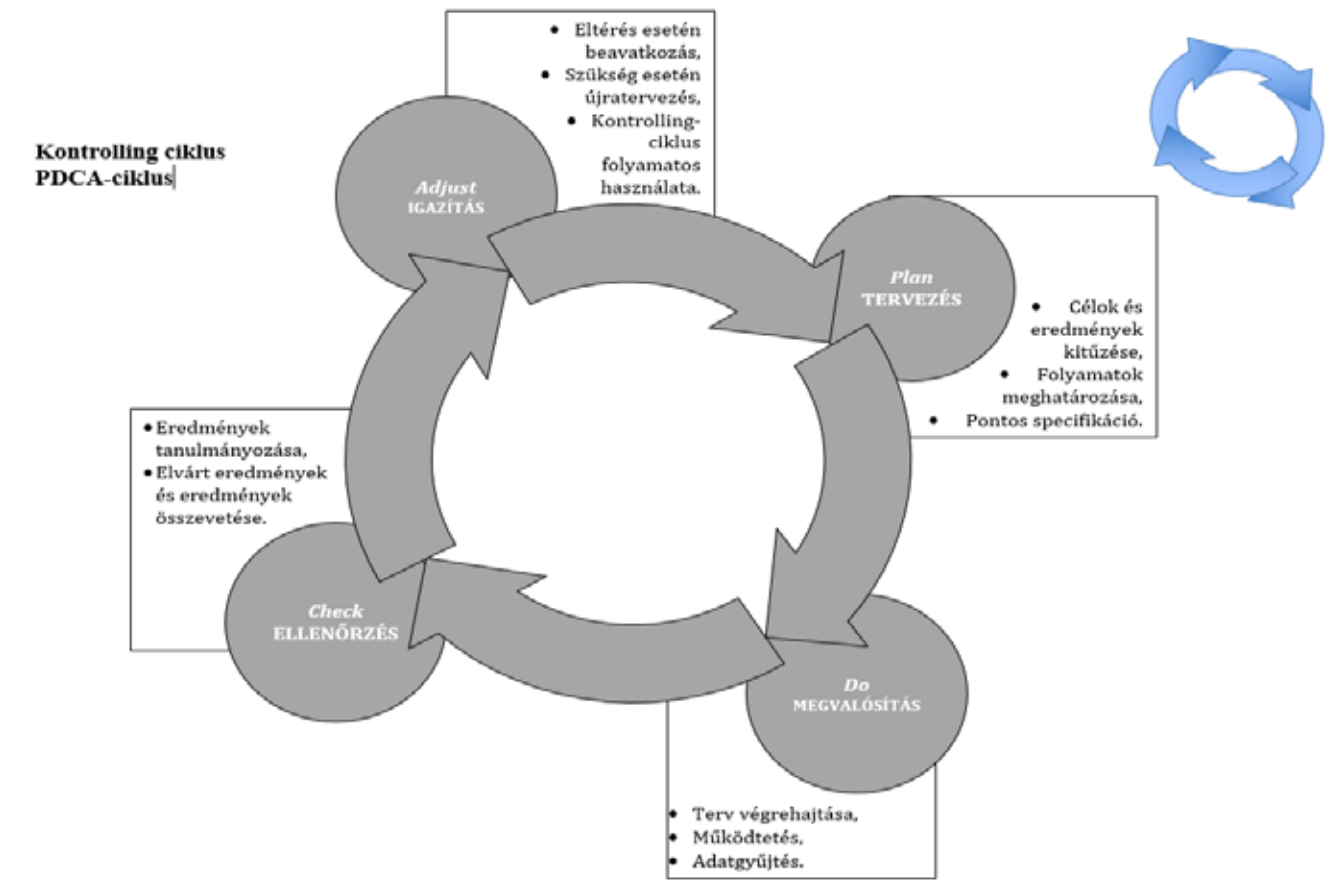 Kontrolling ciklus
PDCA-ciklus
• Eltérés esetén
beavatkozás,
• Szükség esetén
újratervezés,
• Kontrolling-
ciklus
folyamatos
használata.
Adjust
IGAZÍTÁS
Plan
TERVEZÉS
• Célok és
eredmények
kitűzése,
• Folyamatok
meghatározása,
• Pontos specifikáció.
• Eredmények
tanulmányozása,
• Elvárt eredmények
és eredmények
összevetése.
Check
ELLENŐRZÉS
Do
MEGVALÓSÍTÁS
• Terv végrehajtása,
• Működtetés,
• Adatgyűjtés.